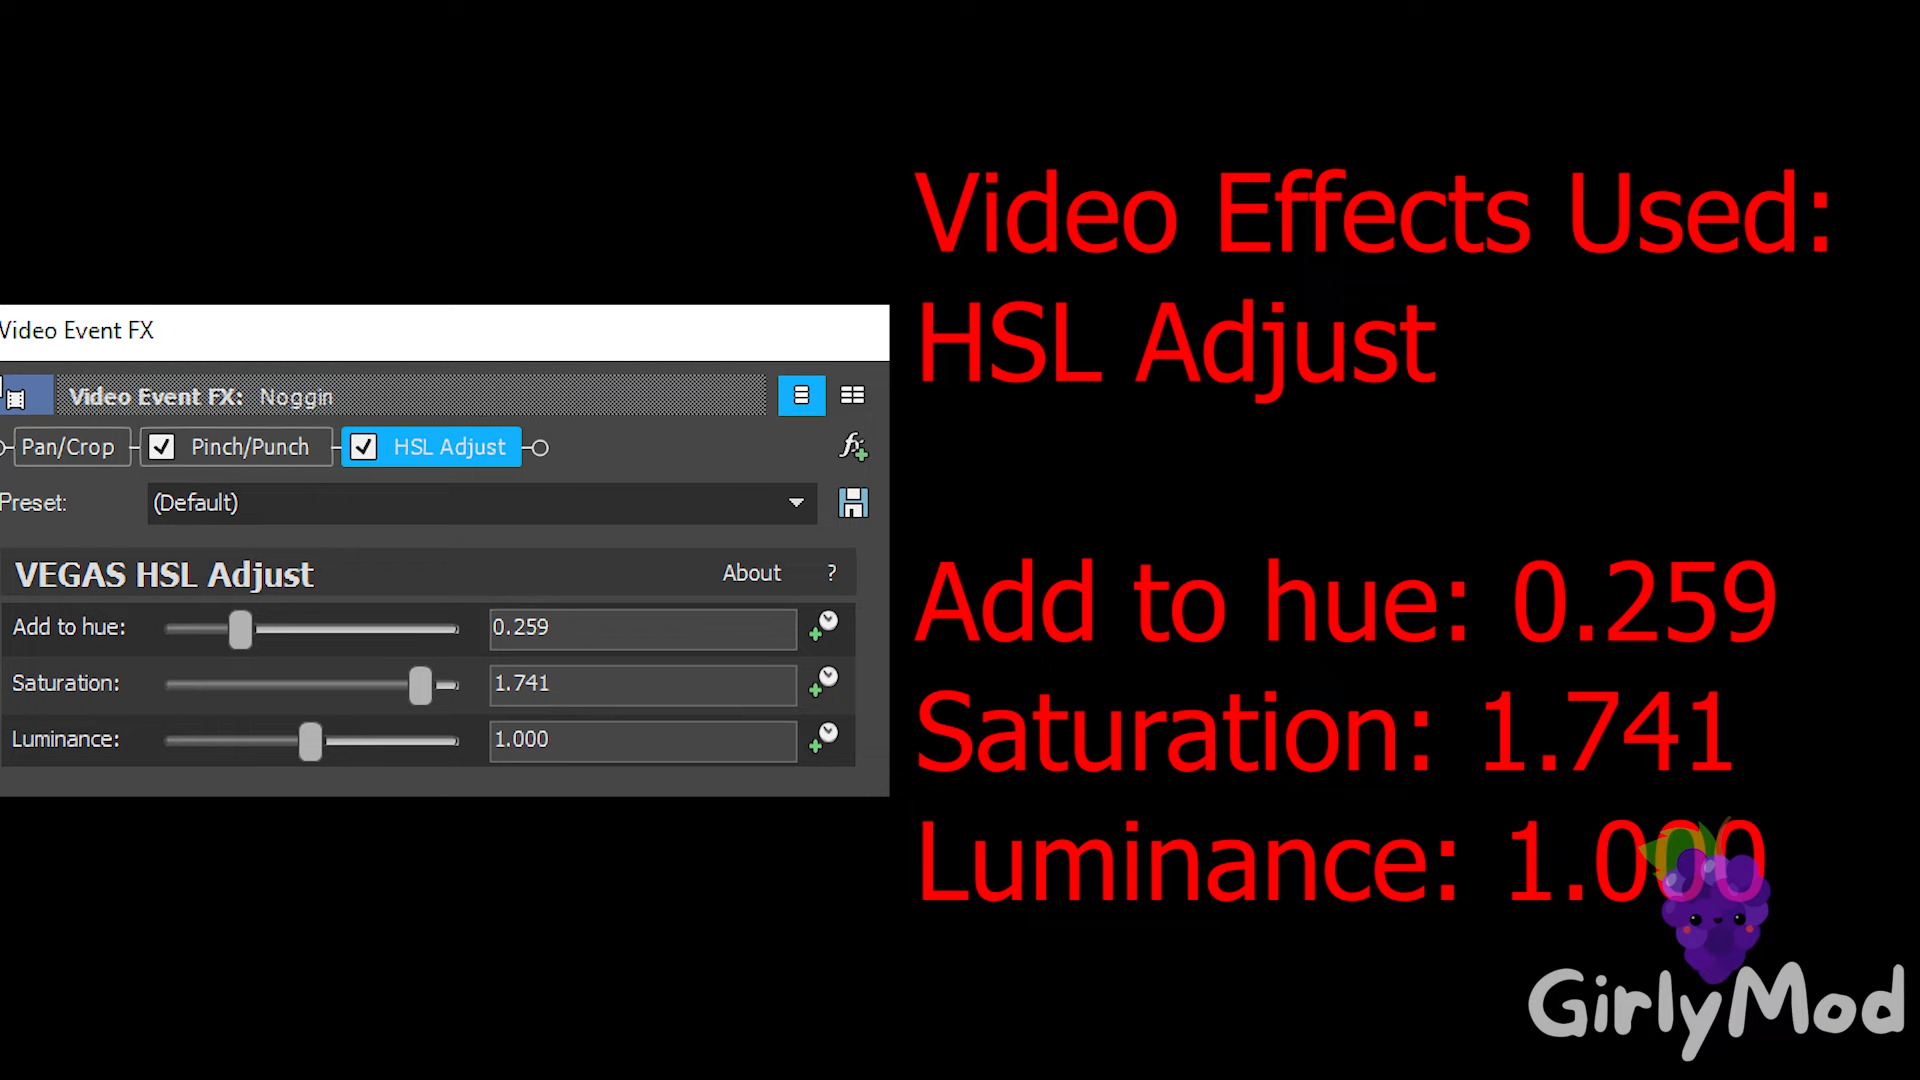 Video Effects Used:
HSL Adjust
Video Event FX
Video Event FX: Noggin
Pan/Crop Pinch/Punch HSL Adjust
Preset: (Default)
VEGAS HSL Adjust About ?
Add to hue: 0.259
Saturation: 1.741
Luminance: 1.000
Add to hue: 0.259
Saturation: 1.741
Luminance: 1.000
GirlyMod